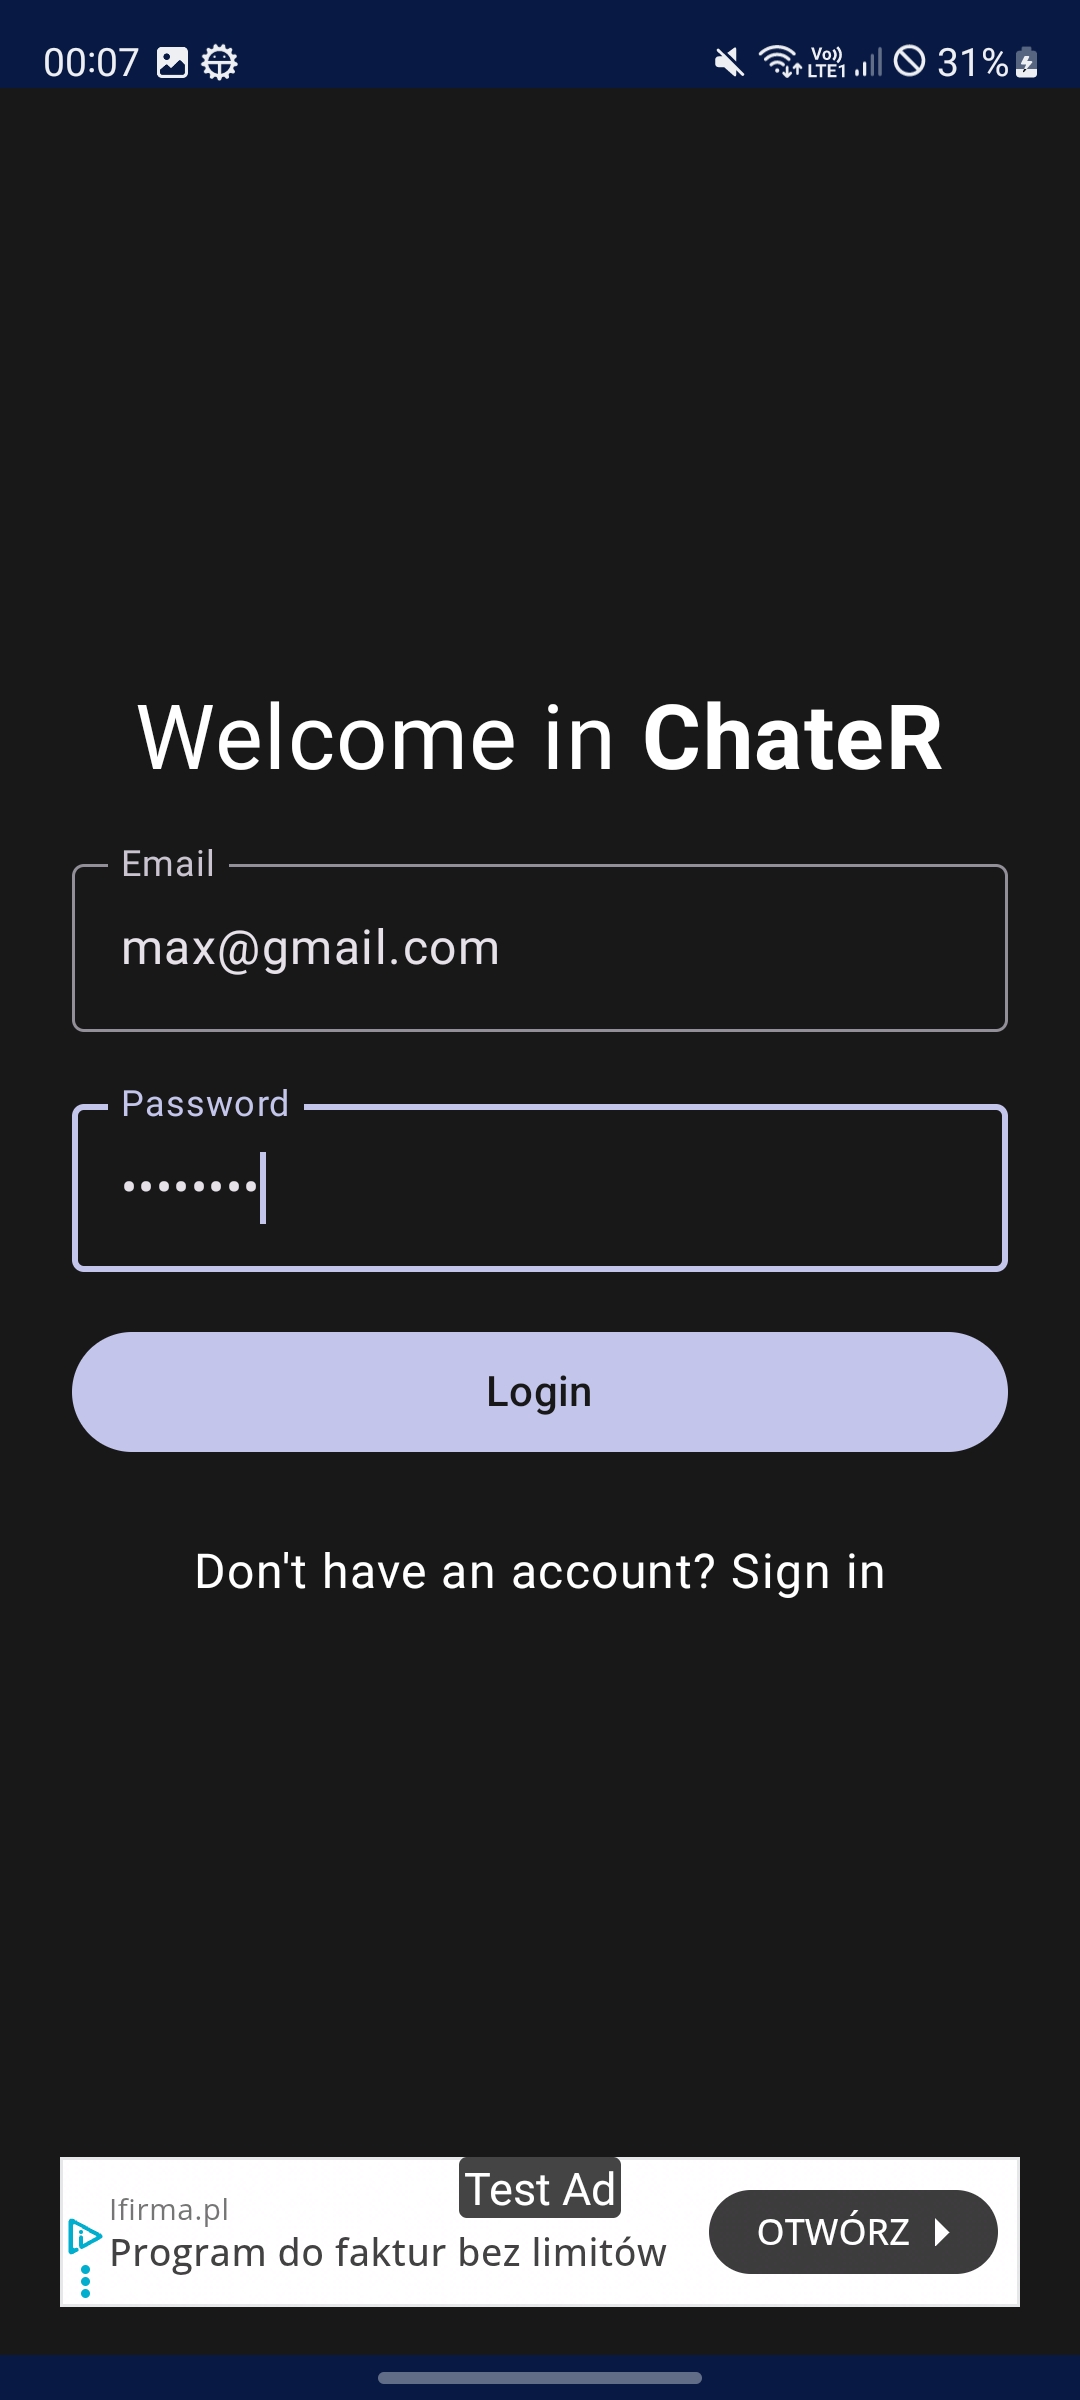 00:07 Vo)) LTE1 31%
Welcome in ChateR
Email
max@gmail.com
Password
••••••••
Login
Don't have an account? Sign in
Test Ad
Ifirma.pl
Program do faktur bez limitów
OTWÓRZ